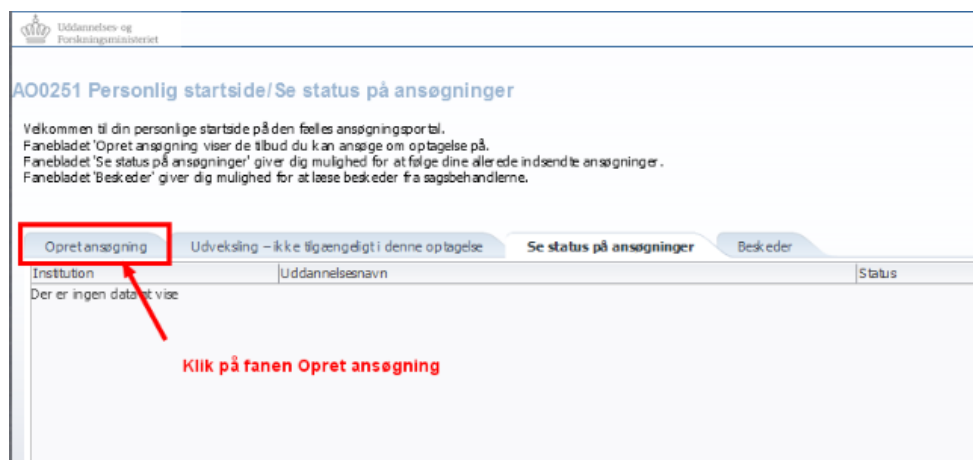 Uddannelses- og
Forskningsministeriet
AO0251 Personlig startside/Se status på ansøgninger
Velkommen til din personlige startside på den fælles ansøgningsportal.
Fanebladet 'Opret ansøgning viser de tilbud du kan ansøge om optagelse på.
Fanebladet 'Se status på ansøgninger' giver dig mulighed for at følge dine allerede indsendte ansøgninger.
Fanebladet 'Beskeder' giver dig mulighed for at læse beskeder fra sagsbehandlerne.
Opret ansøgning Udveksling – ikke tilgængeligt i denne optagelse Se status på ansøgninger Beskeder
Institution Uddannelsesnavn Status
Der er ingen data at vise
Klik på fanen Opret ansøgning